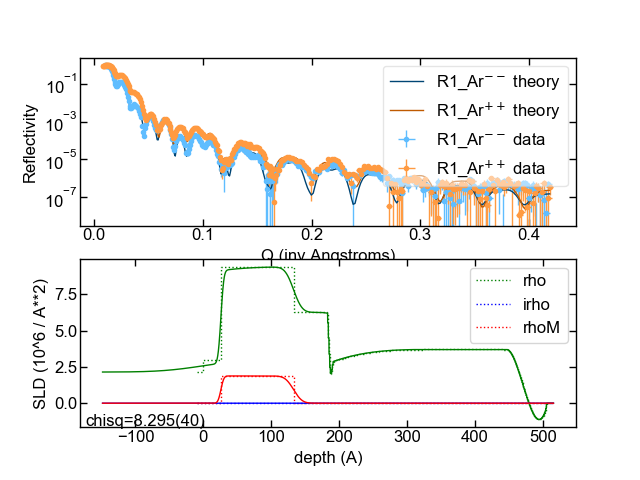 10⁻¹
10⁻³
10⁻⁵
10⁻⁷
Reflectivity
R1_Ar⁻⁻ theory
R1_Ar⁺⁺ theory
R1_Ar⁻⁻ data
R1_Ar⁺⁺ data
0.0 0.1 0.2 0.3 0.4
Q (inv Angstroms)
7.5
5.0
2.5
0.0
SLD (10^6 / A**2)
rho
irho
rhoM
chisq=8.295(40)
−100 0 100 200 300 400 500
depth (A)